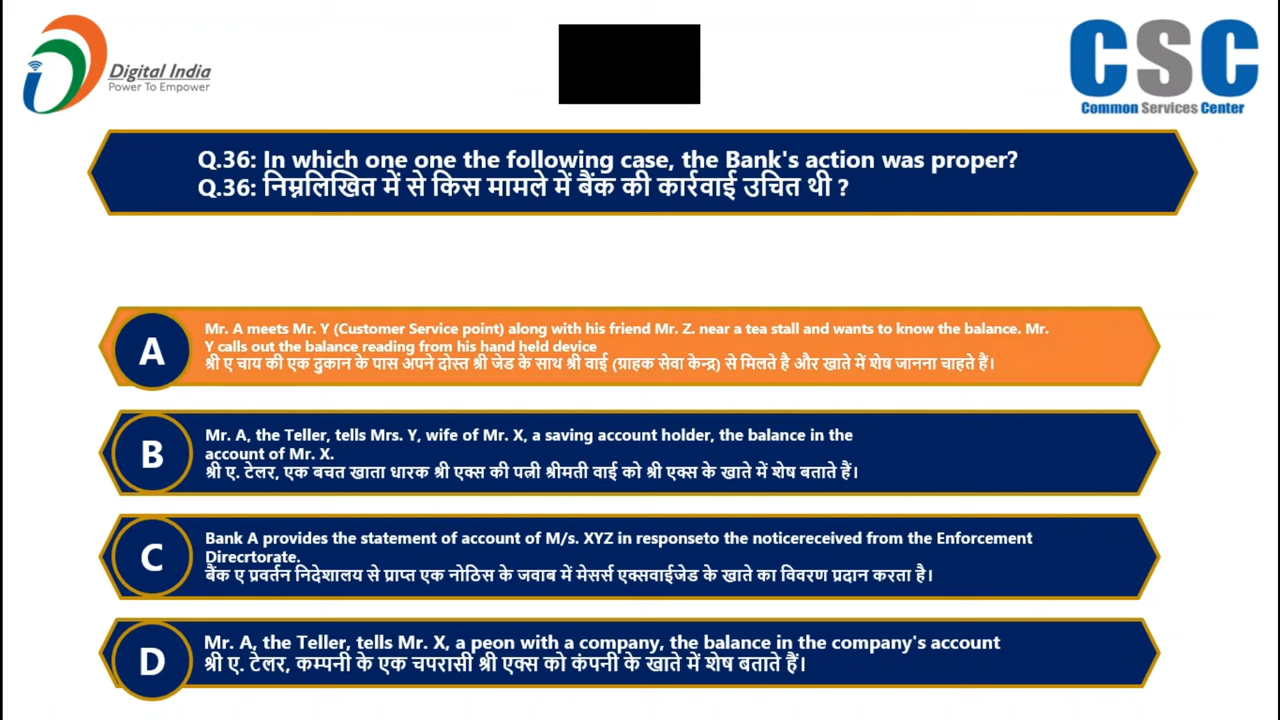 Digital India
Power To Empower
CSC
Common Services Center
Q.36: In which one one the following case, the Bank's action was proper?
Q.36: निम्नलिखित में से किस मामले में बैंक की कार्रवाई उचित थी ?
A
Mr. A meets Mr. Y (Customer Service point) along with his friend Mr. Z. near a tea stall and wants to know the balance. Mr.
Y calls out the balance reading from his hand held device
श्री ए चाय की एक दुकान के पास अपने दोस्त श्री जेड के साथ श्री वाई (ग्राहक सेवा केन्द्र) से मिलते है और खाते में शेष जानना चाहते हैं।
B
Mr. A, the Teller, tells Mrs. Y, wife of Mr. X, a saving account holder, the balance in the
account of Mr. X.
श्री ए. टेलर, एक बचत खाता धारक श्री एक्स की पत्नी श्रीमती वाई को श्री एक्स के खाते में शेष बताते हैं।
C
Bank A provides the statement of account of M/s. XYZ in responseto the noticereceived from the Enforcement
Direcrtorate.
बैंक ए प्रवर्तन निदेशालय से प्राप्त एक नोठिस के जवाब में मेसर्स एक्सवाईजेड के खाते का विवरण प्रदान करता है।
D
Mr. A, the Teller, tells Mr. X, a peon with a company, the balance in the company's account
श्री ए. टेलर, कम्पनी के एक चपरासी श्री एक्स को कंपनी के खाते में शेष बताते हैं।